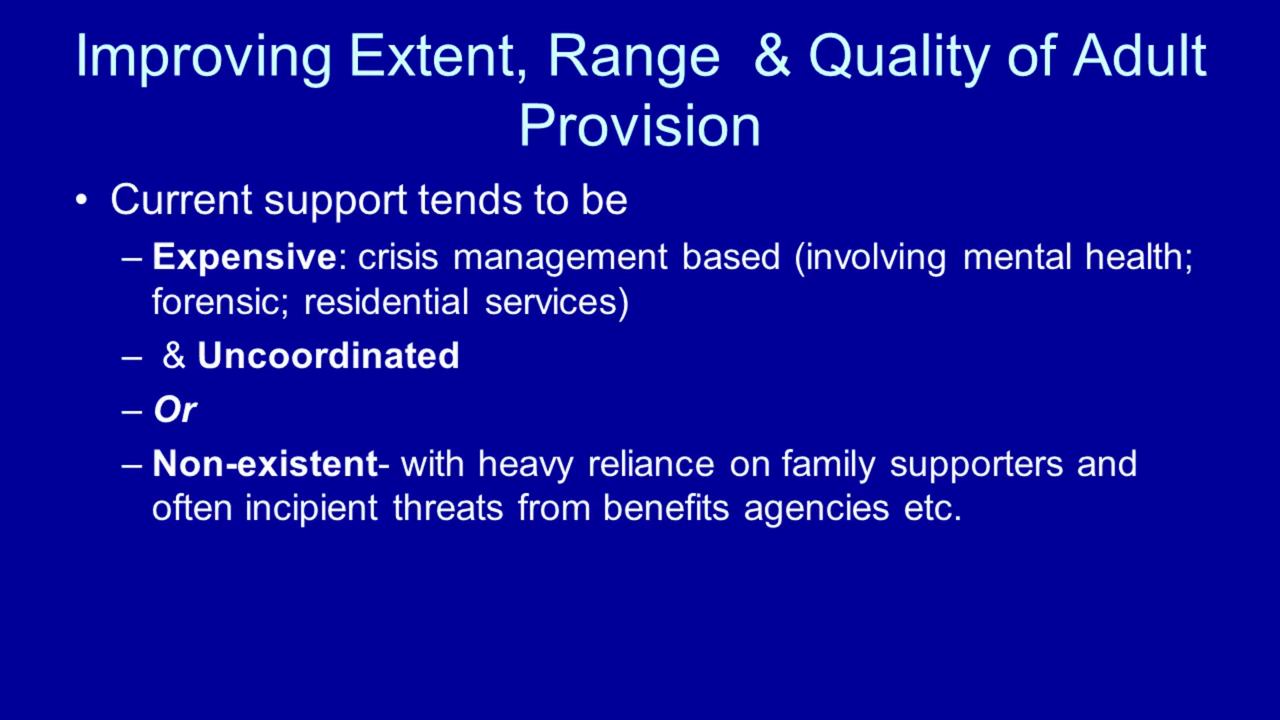 Improving Extent, Range  & Quality of Adult
Provision
• Current support tends to be
– Expensive: crisis management based (involving mental health;
forensic; residential services)
–  & Uncoordinated
– Or
– Non-existent- with heavy reliance on family supporters and
often incipient threats from benefits agencies etc.